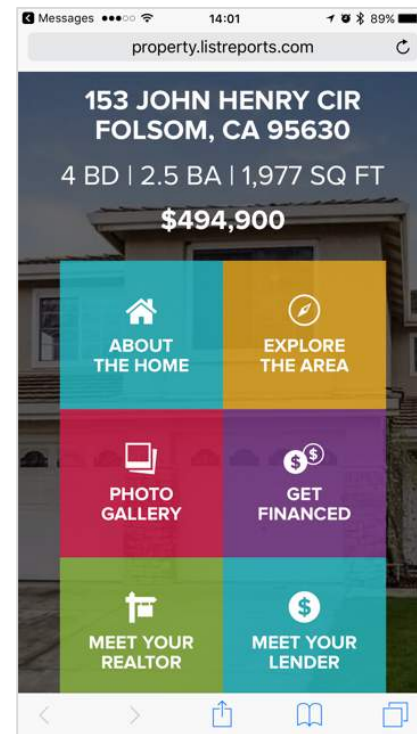 Messages 14:01 89%
property.listreports.com
153 JOHN HENRY CIR
FOLSOM, CA 95630
4 BD | 2.5 BA | 1,977 SQ FT
$494,900
ABOUT
THE HOME
EXPLORE
THE AREA
PHOTO
GALLERY
$ $
GET
FINANCED
MEET YOUR
REALTOR
$
MEET YOUR
LENDER